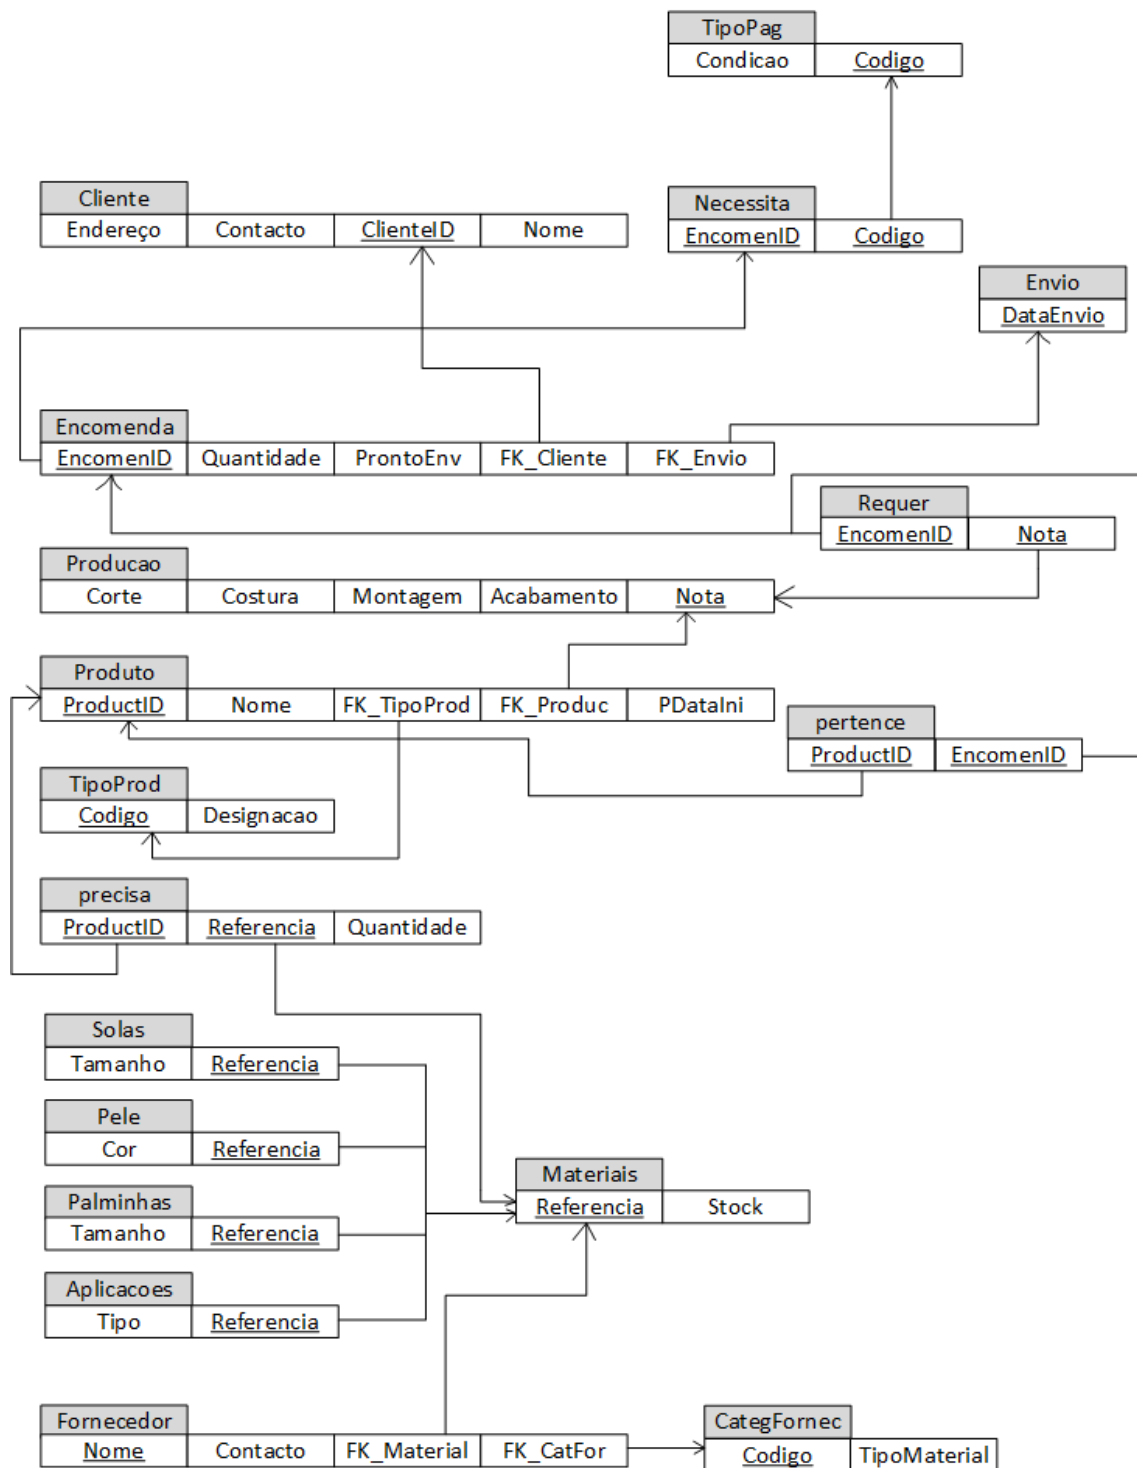 TipoPag
Condicao Codigo
Cliente
Endereço Contacto ClienteID Nome
Necessita
EncomenID Codigo
Envio
DataEnvio
Encomenda
EncomenID Quantidade ProntoEnv FK_Cliente FK_Envio
Requer
EncomenID Nota
Producao
Corte Costura Montagem Acabamento Nota
Produto
ProductID Nome FK_TipoProd FK_Produc PDataIni
pertence
ProductID EncomenID
TipoProd
Codigo Designacao
precisa
ProductID Referencia Quantidade
Solas
Tamanho Referencia
Pele
Cor Referencia
Materiais
Referencia Stock
Palminhas
Tamanho Referencia
Aplicacoes
Tipo Referencia
Fornecedor
Nome Contacto FK_Material FK_CatFor
CategFornec
Codigo TipoMaterial